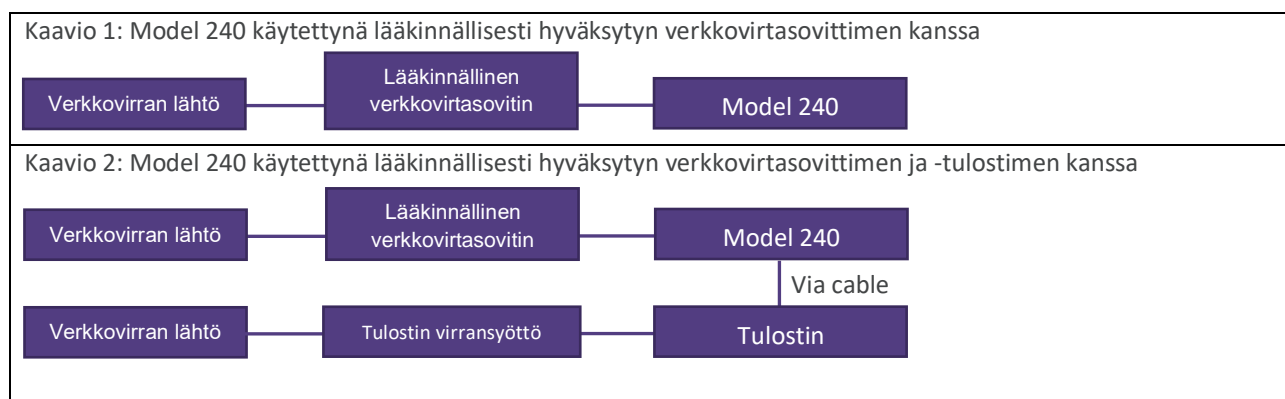 Kaavio 1: Model 240 käytettynä lääkinnällisesti hyväksytyn verkkovirtasovittimen kanssa
Verkkovirran lähtö
Lääkinnällinen
verkkovirtasovitin
Model 240
Kaavio 2: Model 240 käytettynä lääkinnällisesti hyväksytyn verkkovirtasovittimen ja -tulostimen kanssa
Verkkovirran lähtö
Lääkinnällinen
verkkovirtasovitin
Model 240
Via cable
Verkkovirran lähtö
Tulostin virransyöttö
Tulostin